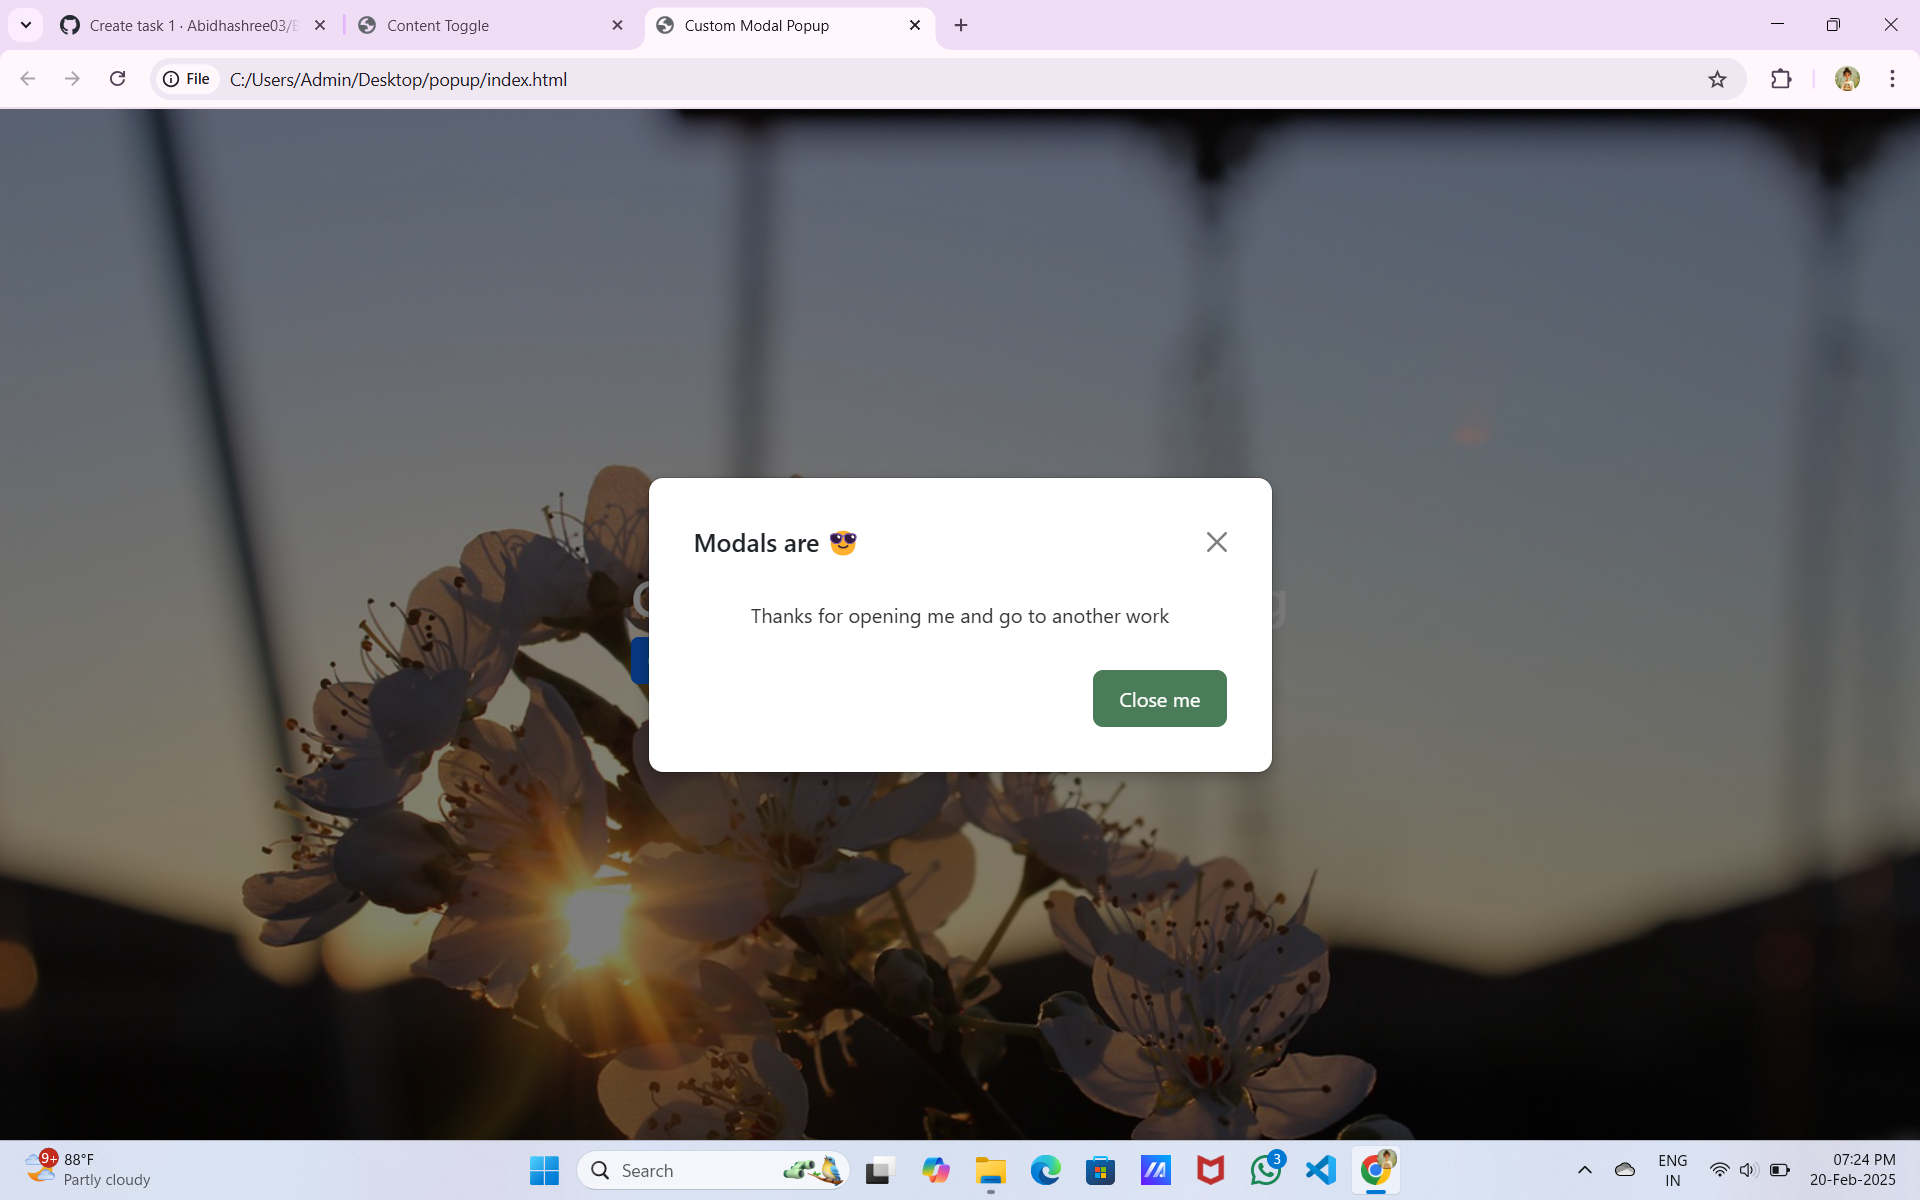 Create task 1 · Abidhashree03/
Content Toggle
Custom Modal Popup
File
C:/Users/Admin/Desktop/popup/index.html
Modals are 😎
Thanks for opening me and go to another work
Close me
9+
88°F
Partly cloudy
Search
3
ENG
IN
07:24 PM
20-Feb-2025